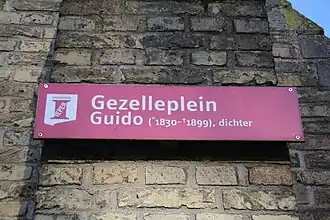 Gezelleplein
Guido (*1830-†1899), dichter